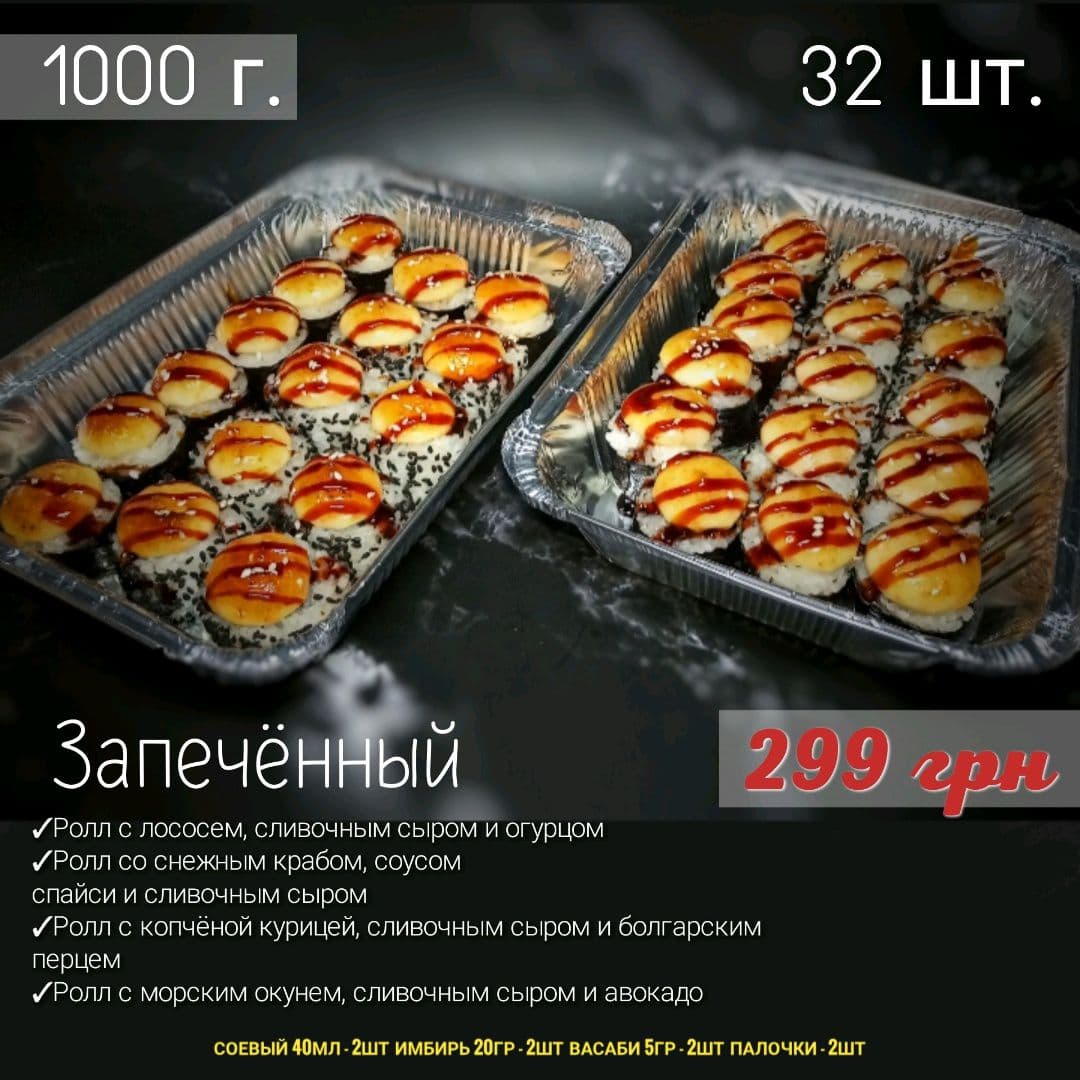 1000 г.
32 шт.
Запечённый
299 грн
✓Ролл с лососем, сливочным сыром и огурцом
✓Ролл со снежным крабом, соусом
спайси и сливочным сыром
✓Ролл с копчёной курицей, сливочным сыром и болгарским
перцем
✓Ролл с морским окунем, сливочным сыром и авокадо
СОЕВЫЙ 40МЛ - 2ШТ ИМБИРЬ 20ГР - 2ШТ ВАСАБИ 5ГР - 2ШТ ПАЛОЧКИ - 2ШТ